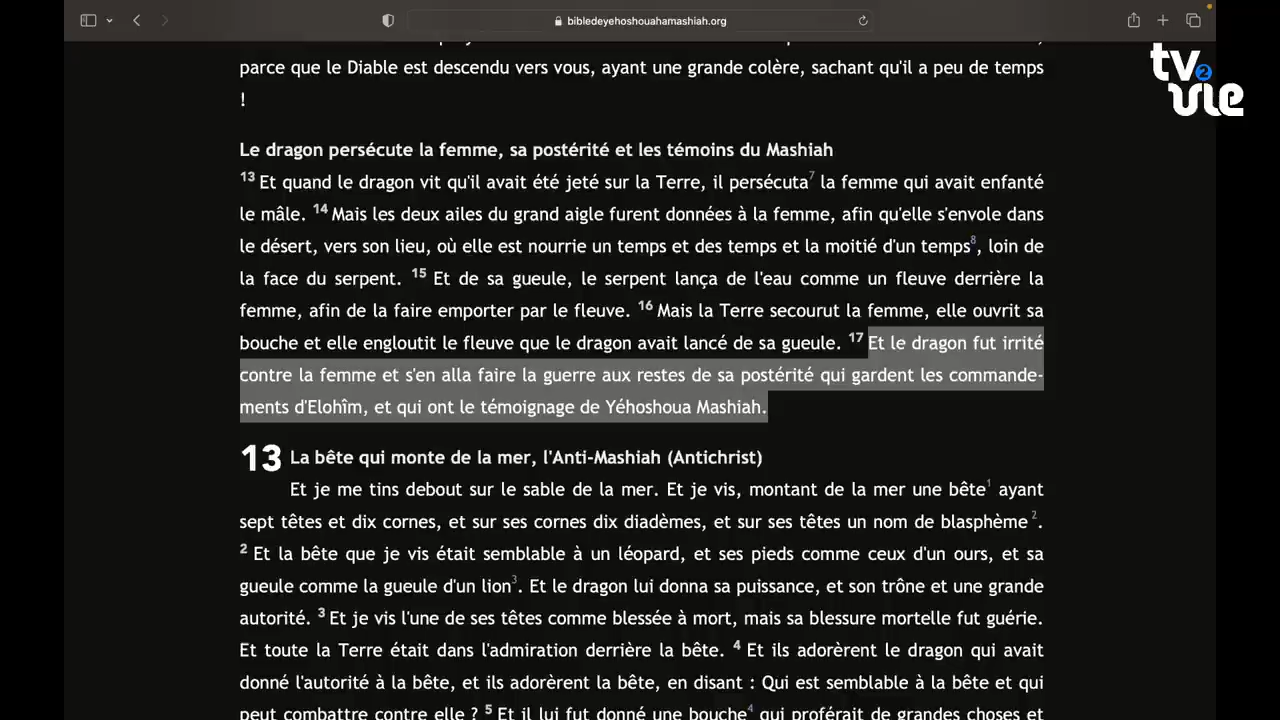 bibledeyehoshouahamashiah.org
tv2vie
parce que le Diable est descendu vers vous, ayant une grande colère, sachant qu'il a peu de temps
!
Le dragon persécute la femme, sa postérité et les témoins du Mashiah
13 Et quand le dragon vit qu'il avait été jeté sur la Terre, il persécuta7 la femme qui avait enfanté
le mâle. 14 Mais les deux ailes du grand aigle furent données à la femme, afin qu'elle s'envole dans
le désert, vers son lieu, où elle est nourrie un temps et des temps et la moitié d'un temps8, loin de
la face du serpent. 15 Et de sa gueule, le serpent lança de l'eau comme un fleuve derrière la
femme, afin de la faire emporter par le fleuve. 16 Mais la Terre secourut la femme, elle ouvrit sa
bouche et elle engloutit le fleuve que le dragon avait lancé de sa gueule. 17 Et le dragon fut irrité
contre la femme et s'en alla faire la guerre aux restes de sa postérité qui gardent les commande-
ments d'Elohîm, et qui ont le témoignage de Yéhoshoua Mashiah.
13 La bête qui monte de la mer, l'Anti-Mashiah (Antichrist)
Et je me tins debout sur le sable de la mer. Et je vis, montant de la mer une bête1 ayant
sept têtes et dix cornes, et sur ses cornes dix diadèmes, et sur ses têtes un nom de blasphème 2.
2 Et la bête que je vis était semblable à un léopard, et ses pieds comme ceux d'un ours, et sa
gueule comme la gueule d'un lion3. Et le dragon lui donna sa puissance, et son trône et une grande
autorité. 3 Et je vis l'une de ses têtes comme blessée à mort, mais sa blessure mortelle fut guérie.
Et toute la Terre était dans l'admiration derrière la bête. 4 Et ils adorèrent le dragon qui avait
donné l'autorité à la bête, et ils adorèrent la bête, en disant : Qui est semblable à la bête et qui
peut combattre contre elle ? 5 Et il lui fut donné une bouche4 qui proférait de grandes choses et